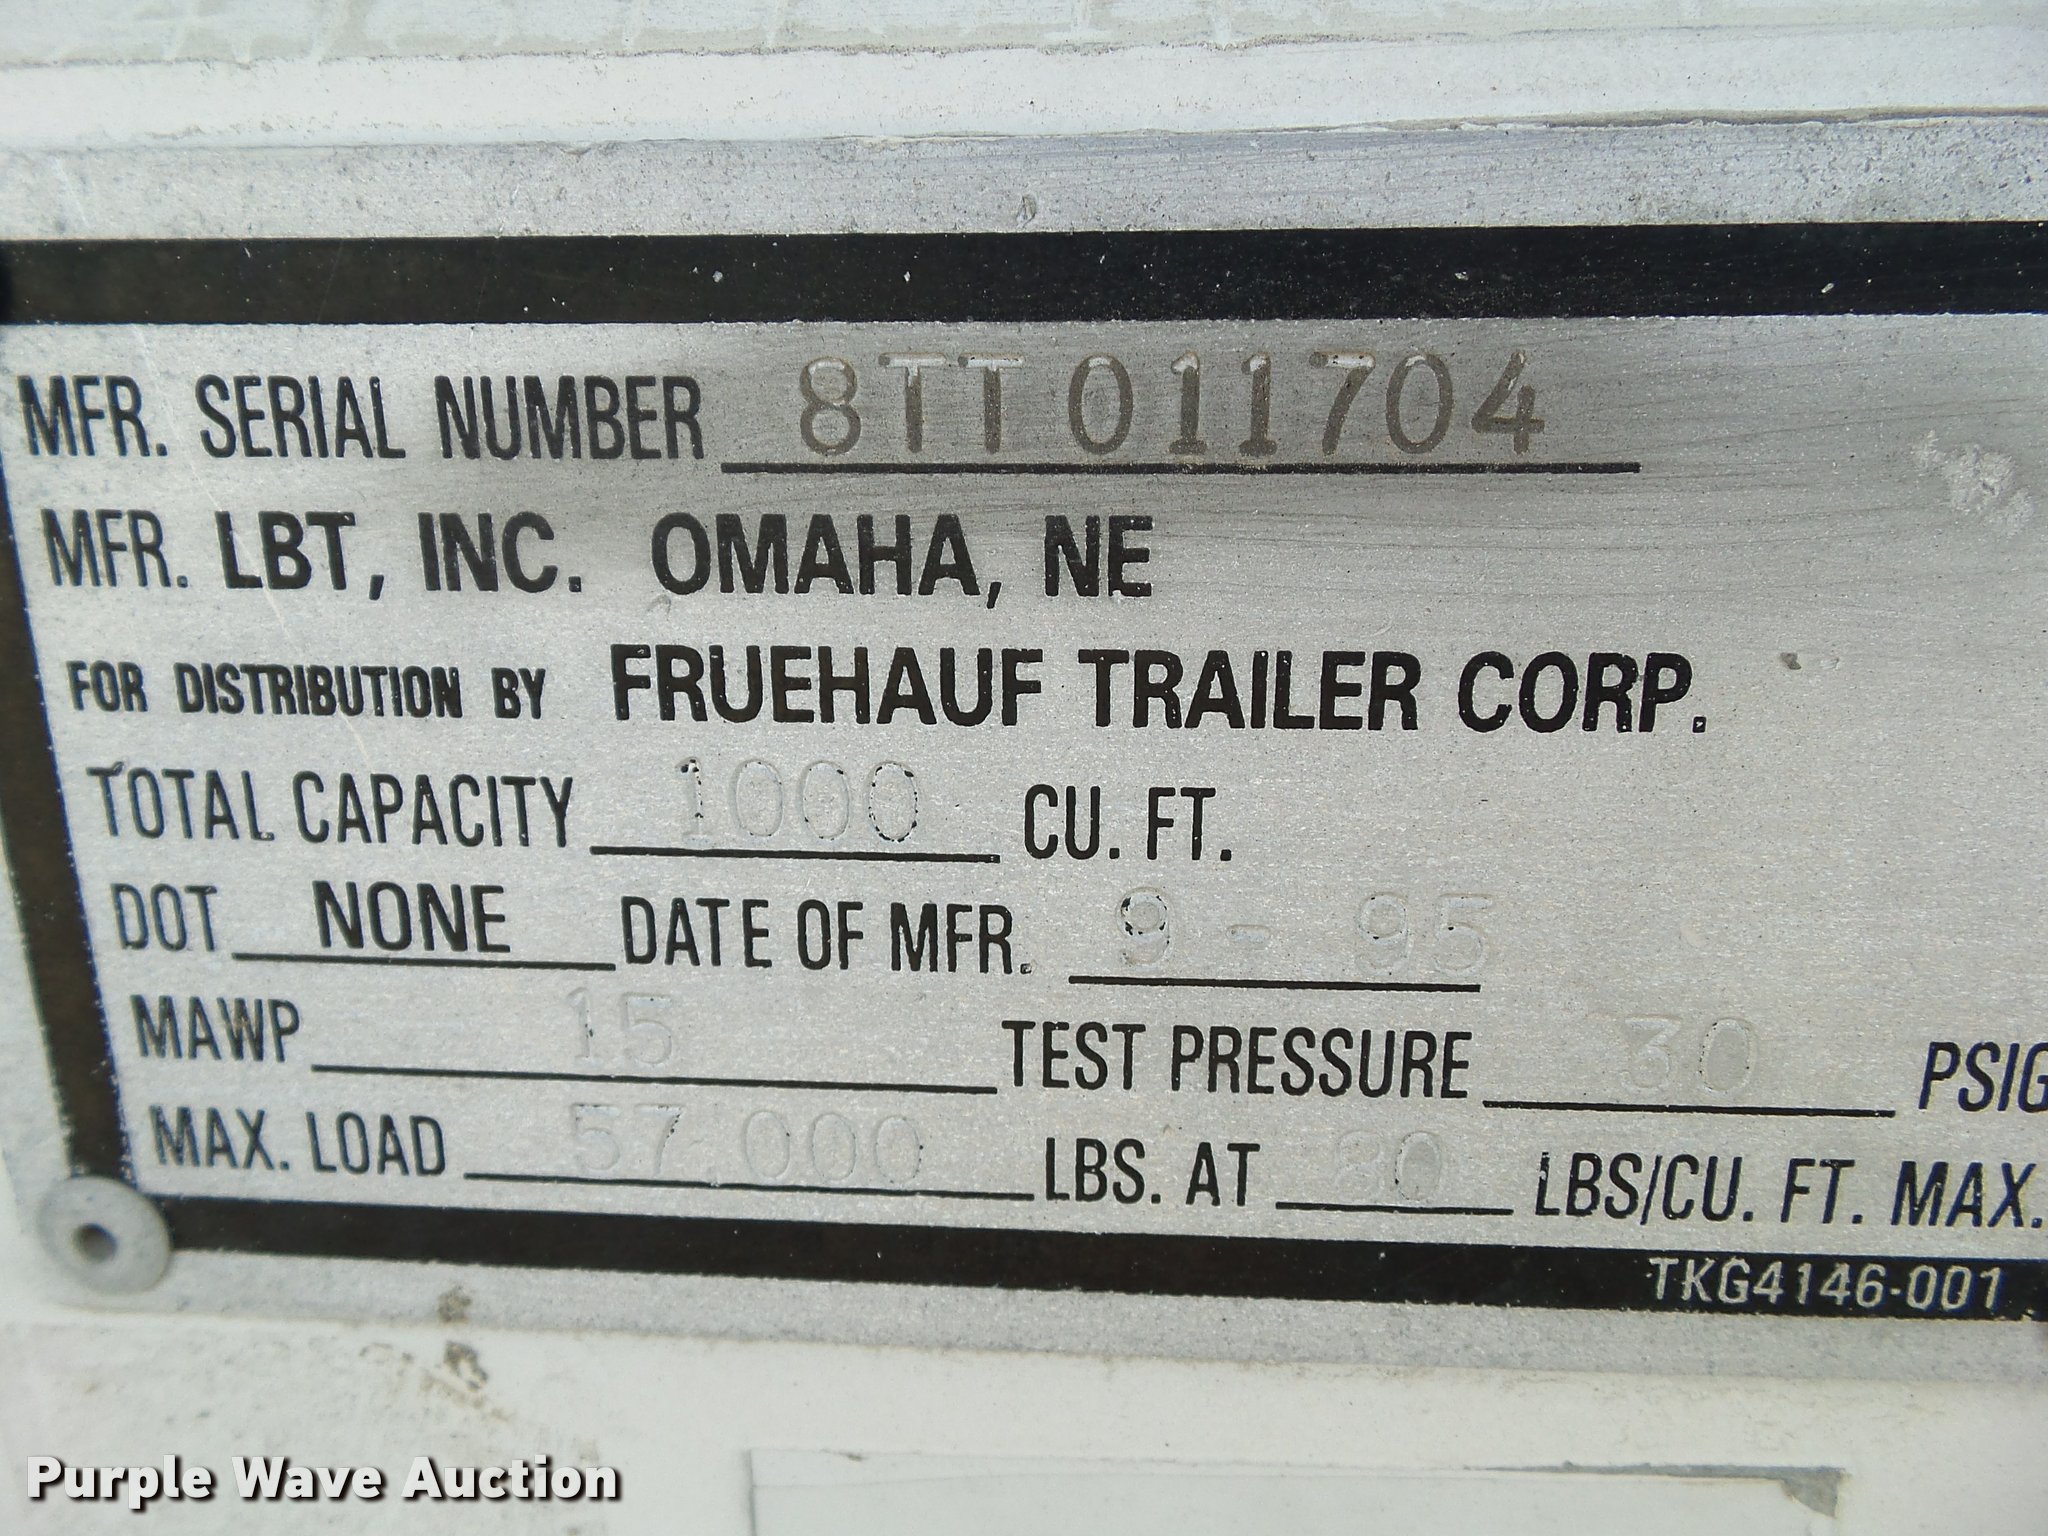 MFR. SERIAL NUMBER 8TT011704
MFR. LBT, INC. OMAHA, NE
FOR DISTRIBUTION BY FRUEHAUF TRAILER CORP.
TOTAL CAPACITY 1000 CU. FT.
DOT NONE DATE OF MFR. 9-95
MAWP 15 TEST PRESSURE 30 PSIG
MAX. LOAD 57,000 LBS. AT 80 LBS/CU. FT. MAX.
TKG4146-001
Purple Wave Auction